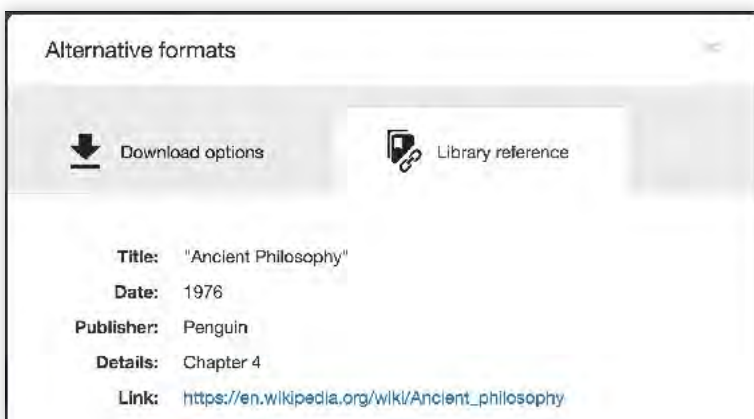 Alternative formats
Download options
Library reference
Title: "Ancient Philosophy"
Date: 1976
Publisher: Penguin
Details: Chapter 4
Link: https://en.wikipedia.org/wiki/Ancient_philosophy